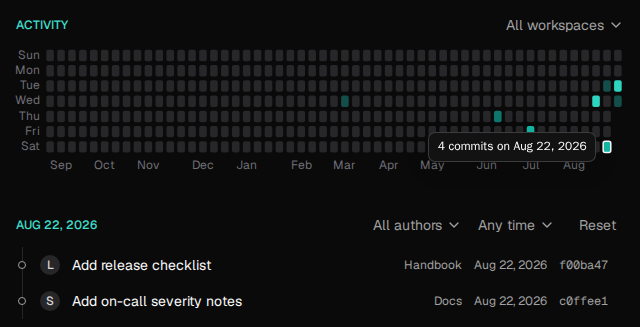 ACTIVITY All workspaces
Sun
Mon
Tue
Wed
Thu
Fri
Sat
4 commits on Aug 22, 2026
Sep Oct Nov Dec Jan Feb Mar Apr May Jun Jul Aug
AUG 22, 2026 All authors Any time Reset
L Add release checklist Handbook Aug 22, 2026 f00ba47
S Add on-call severity notes Docs Aug 22, 2026 c0ffee1